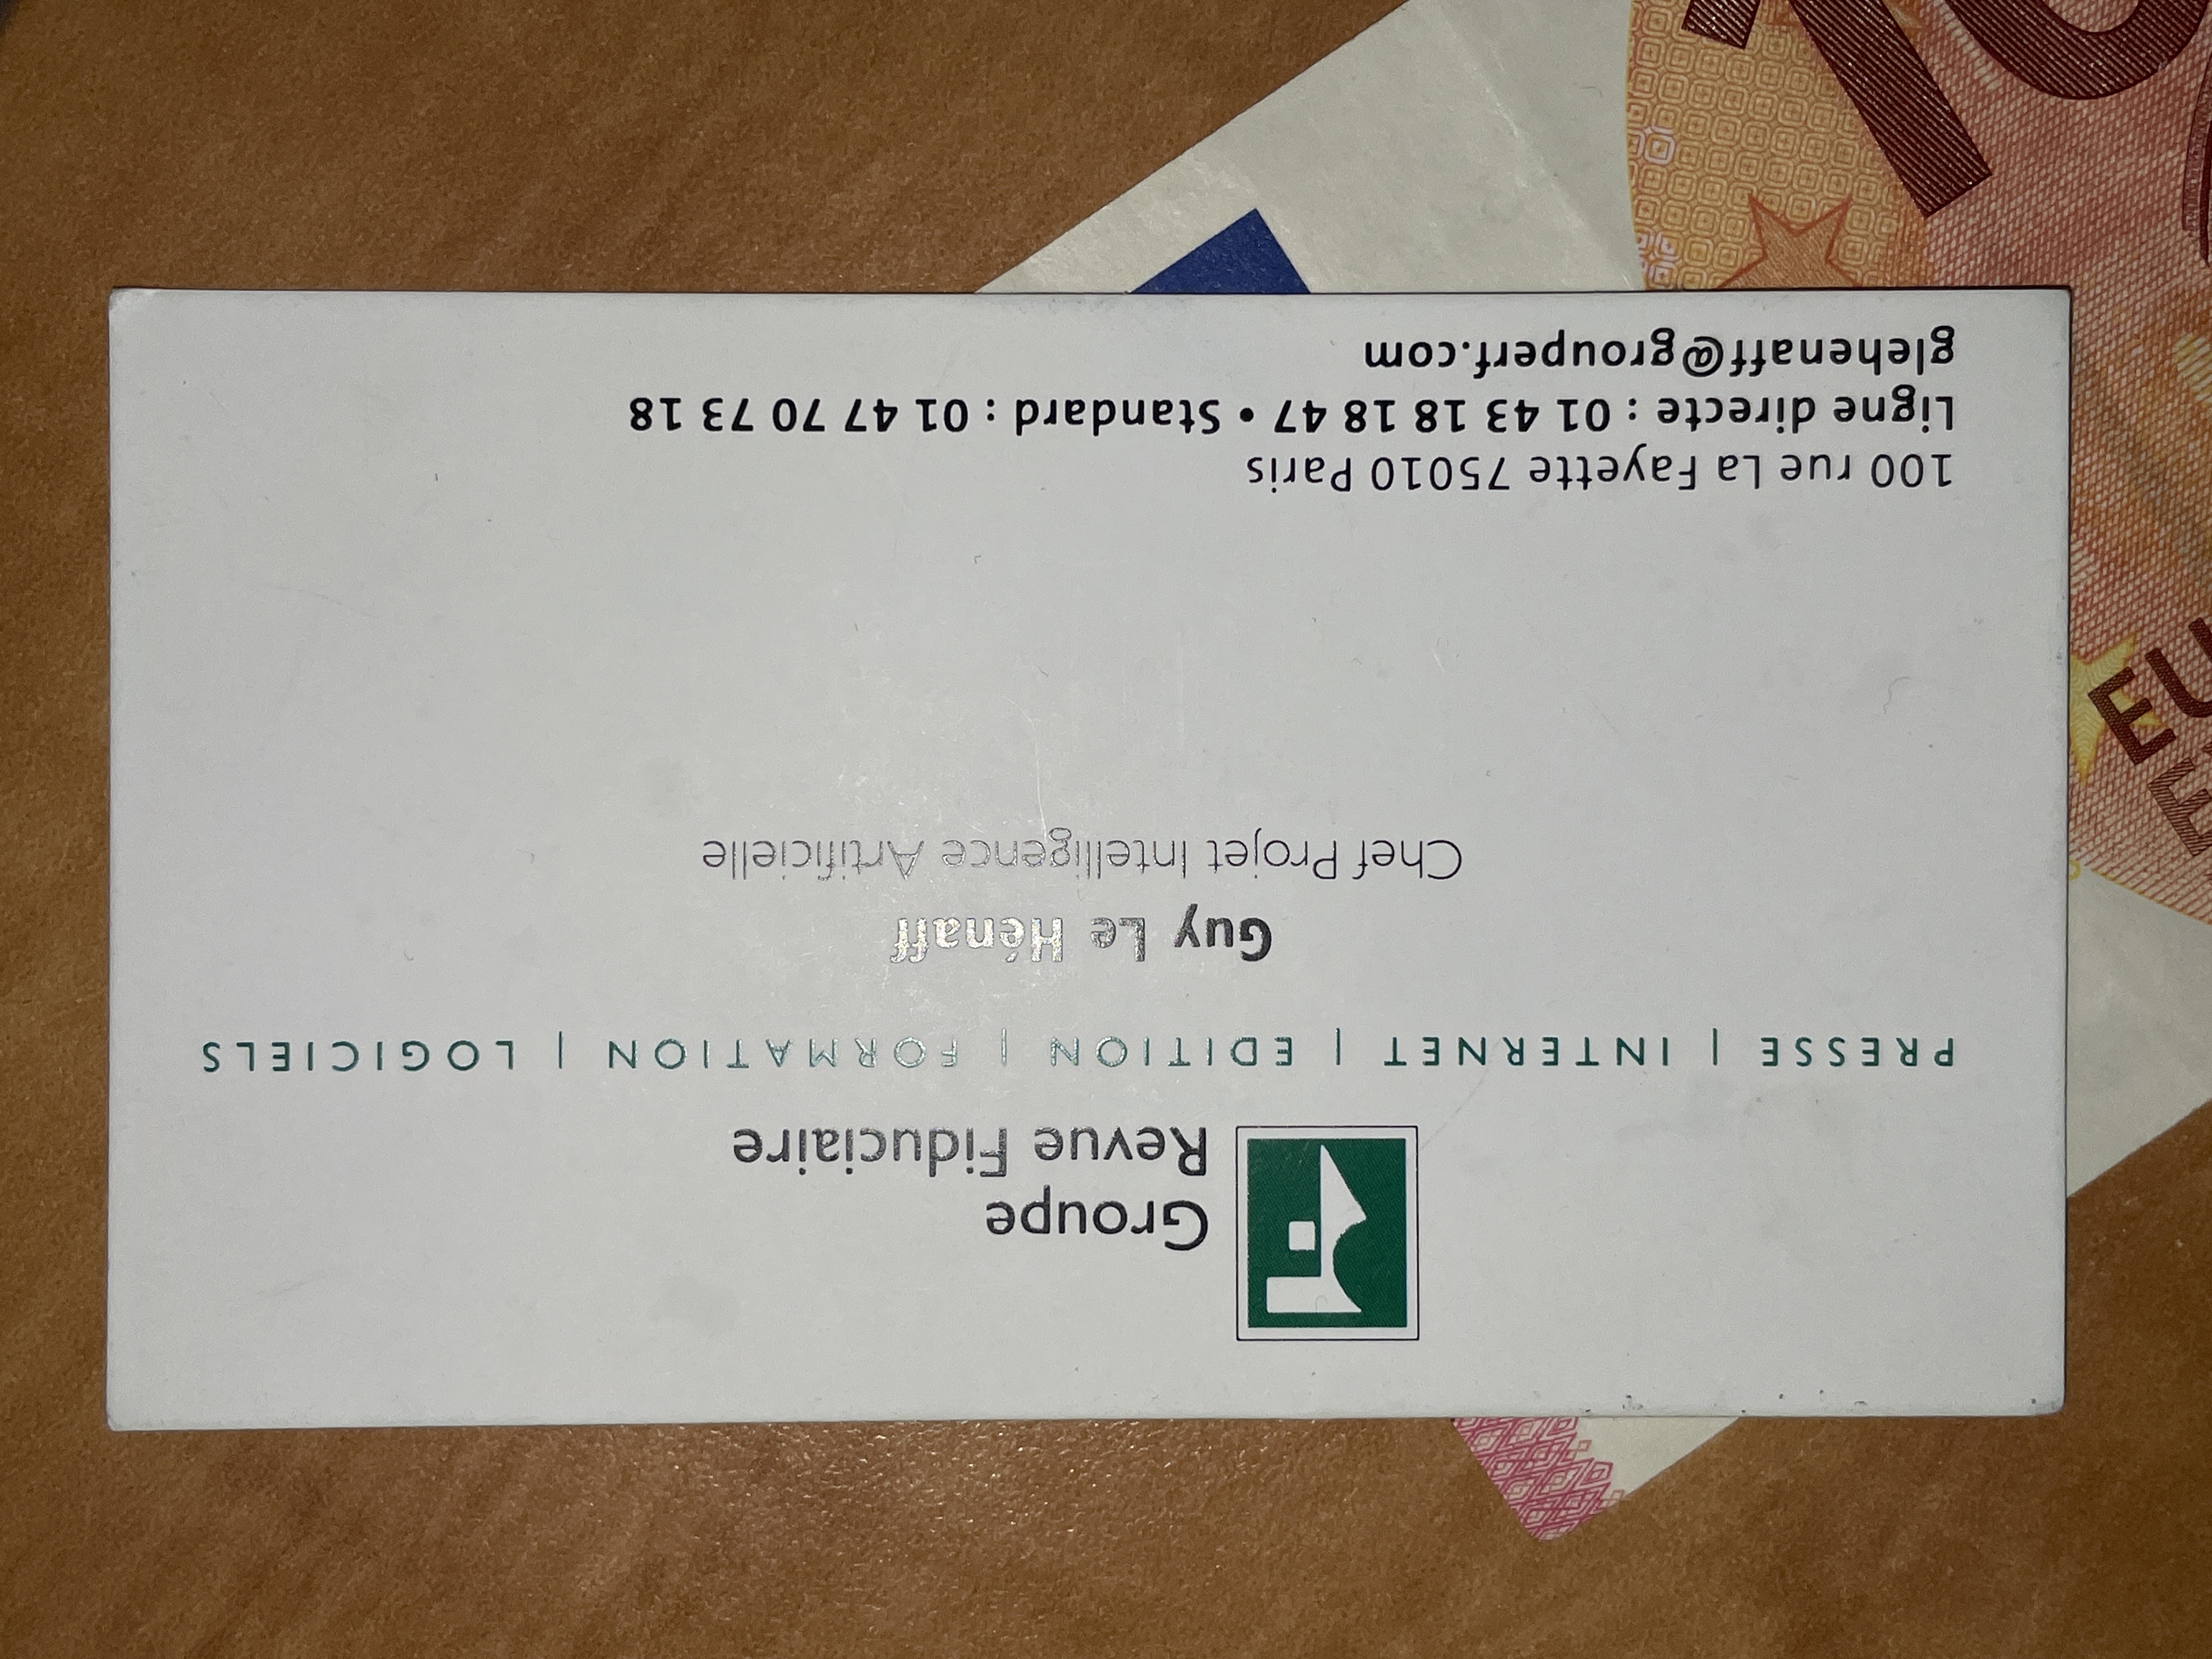 Groupe
Revue Fiduciaire
PRESSE | INTERNET | EDITION | FORMATION | LOGICIELS
Guy Le Hénaff
Chef Projet Intelligence Artificielle
100 rue La Fayette 75010 Paris
Ligne directe : 01 43 18 18 47 • Standard : 01 47 70 73 18
glehenaff@grouperf.com
10